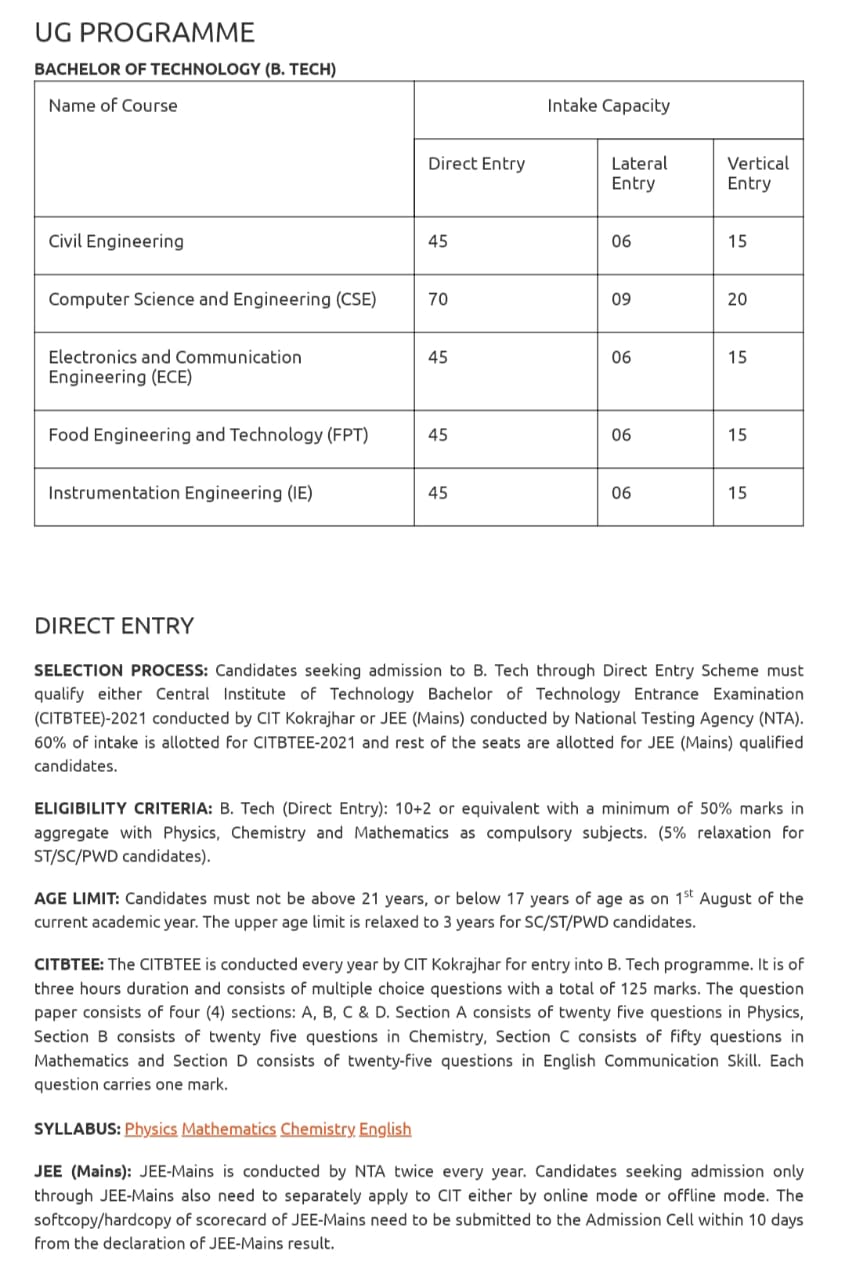 UG PROGRAMME
BACHELOR OF TECHNOLOGY (B. TECH)
Name of Course
Intake Capacity
Direct Entry
Lateral
Entry
Vertical
Entry
Civil Engineering
45
06
15
Computer Science and Engineering (CSE)
70
09
20
Electronics and Communication
Engineering (ECE)
45
06
15
Food Engineering and Technology (FPT)
45
06
15
Instrumentation Engineering (IE)
45
06
15
DIRECT ENTRY
SELECTION PROCESS: Candidates seeking admission to B. Tech through Direct Entry Scheme must
qualify either Central Institute of Technology Bachelor of Technology Entrance Examination
(CITBTEE)-2021 conducted by CIT Kokrajhar or JEE (Mains) conducted by National Testing Agency (NTA).
60% of intake is allotted for CITBTEE-2021 and rest of the seats are allotted for JEE (Mains) qualified
candidates.
ELIGIBILITY CRITERIA: B. Tech (Direct Entry): 10+2 or equivalent with a minimum of 50% marks in
aggregate with Physics, Chemistry and Mathematics as compulsory subjects. (5% relaxation for
ST/SC/PWD candidates).
AGE LIMIT: Candidates must not be above 21 years, or below 17 years of age as on 1st August of the
current academic year. The upper age limit is relaxed to 3 years for SC/ST/PWD candidates.
CITBTEE: The CITBTEE is conducted every year by CIT Kokrajhar for entry into B. Tech programme. It is of
three hours duration and consists of multiple choice questions with a total of 125 marks. The question
paper consists of four (4) sections: A, B, C & D. Section A consists of twenty five questions in Physics,
Section B consists of twenty five questions in Chemistry, Section C consists of fifty questions in
Mathematics and Section D consists of twenty-five questions in English Communication Skill. Each
question carries one mark.
SYLLABUS: Physics Mathematics Chemistry English
JEE (Mains): JEE-Mains is conducted by NTA twice every year. Candidates seeking admission only
through JEE-Mains also need to separately apply to CIT either by online mode or offline mode. The
softcopy/hardcopy of scorecard of JEE-Mains need to be submitted to the Admission Cell within 10 days
from the declaration of JEE-Mains result.